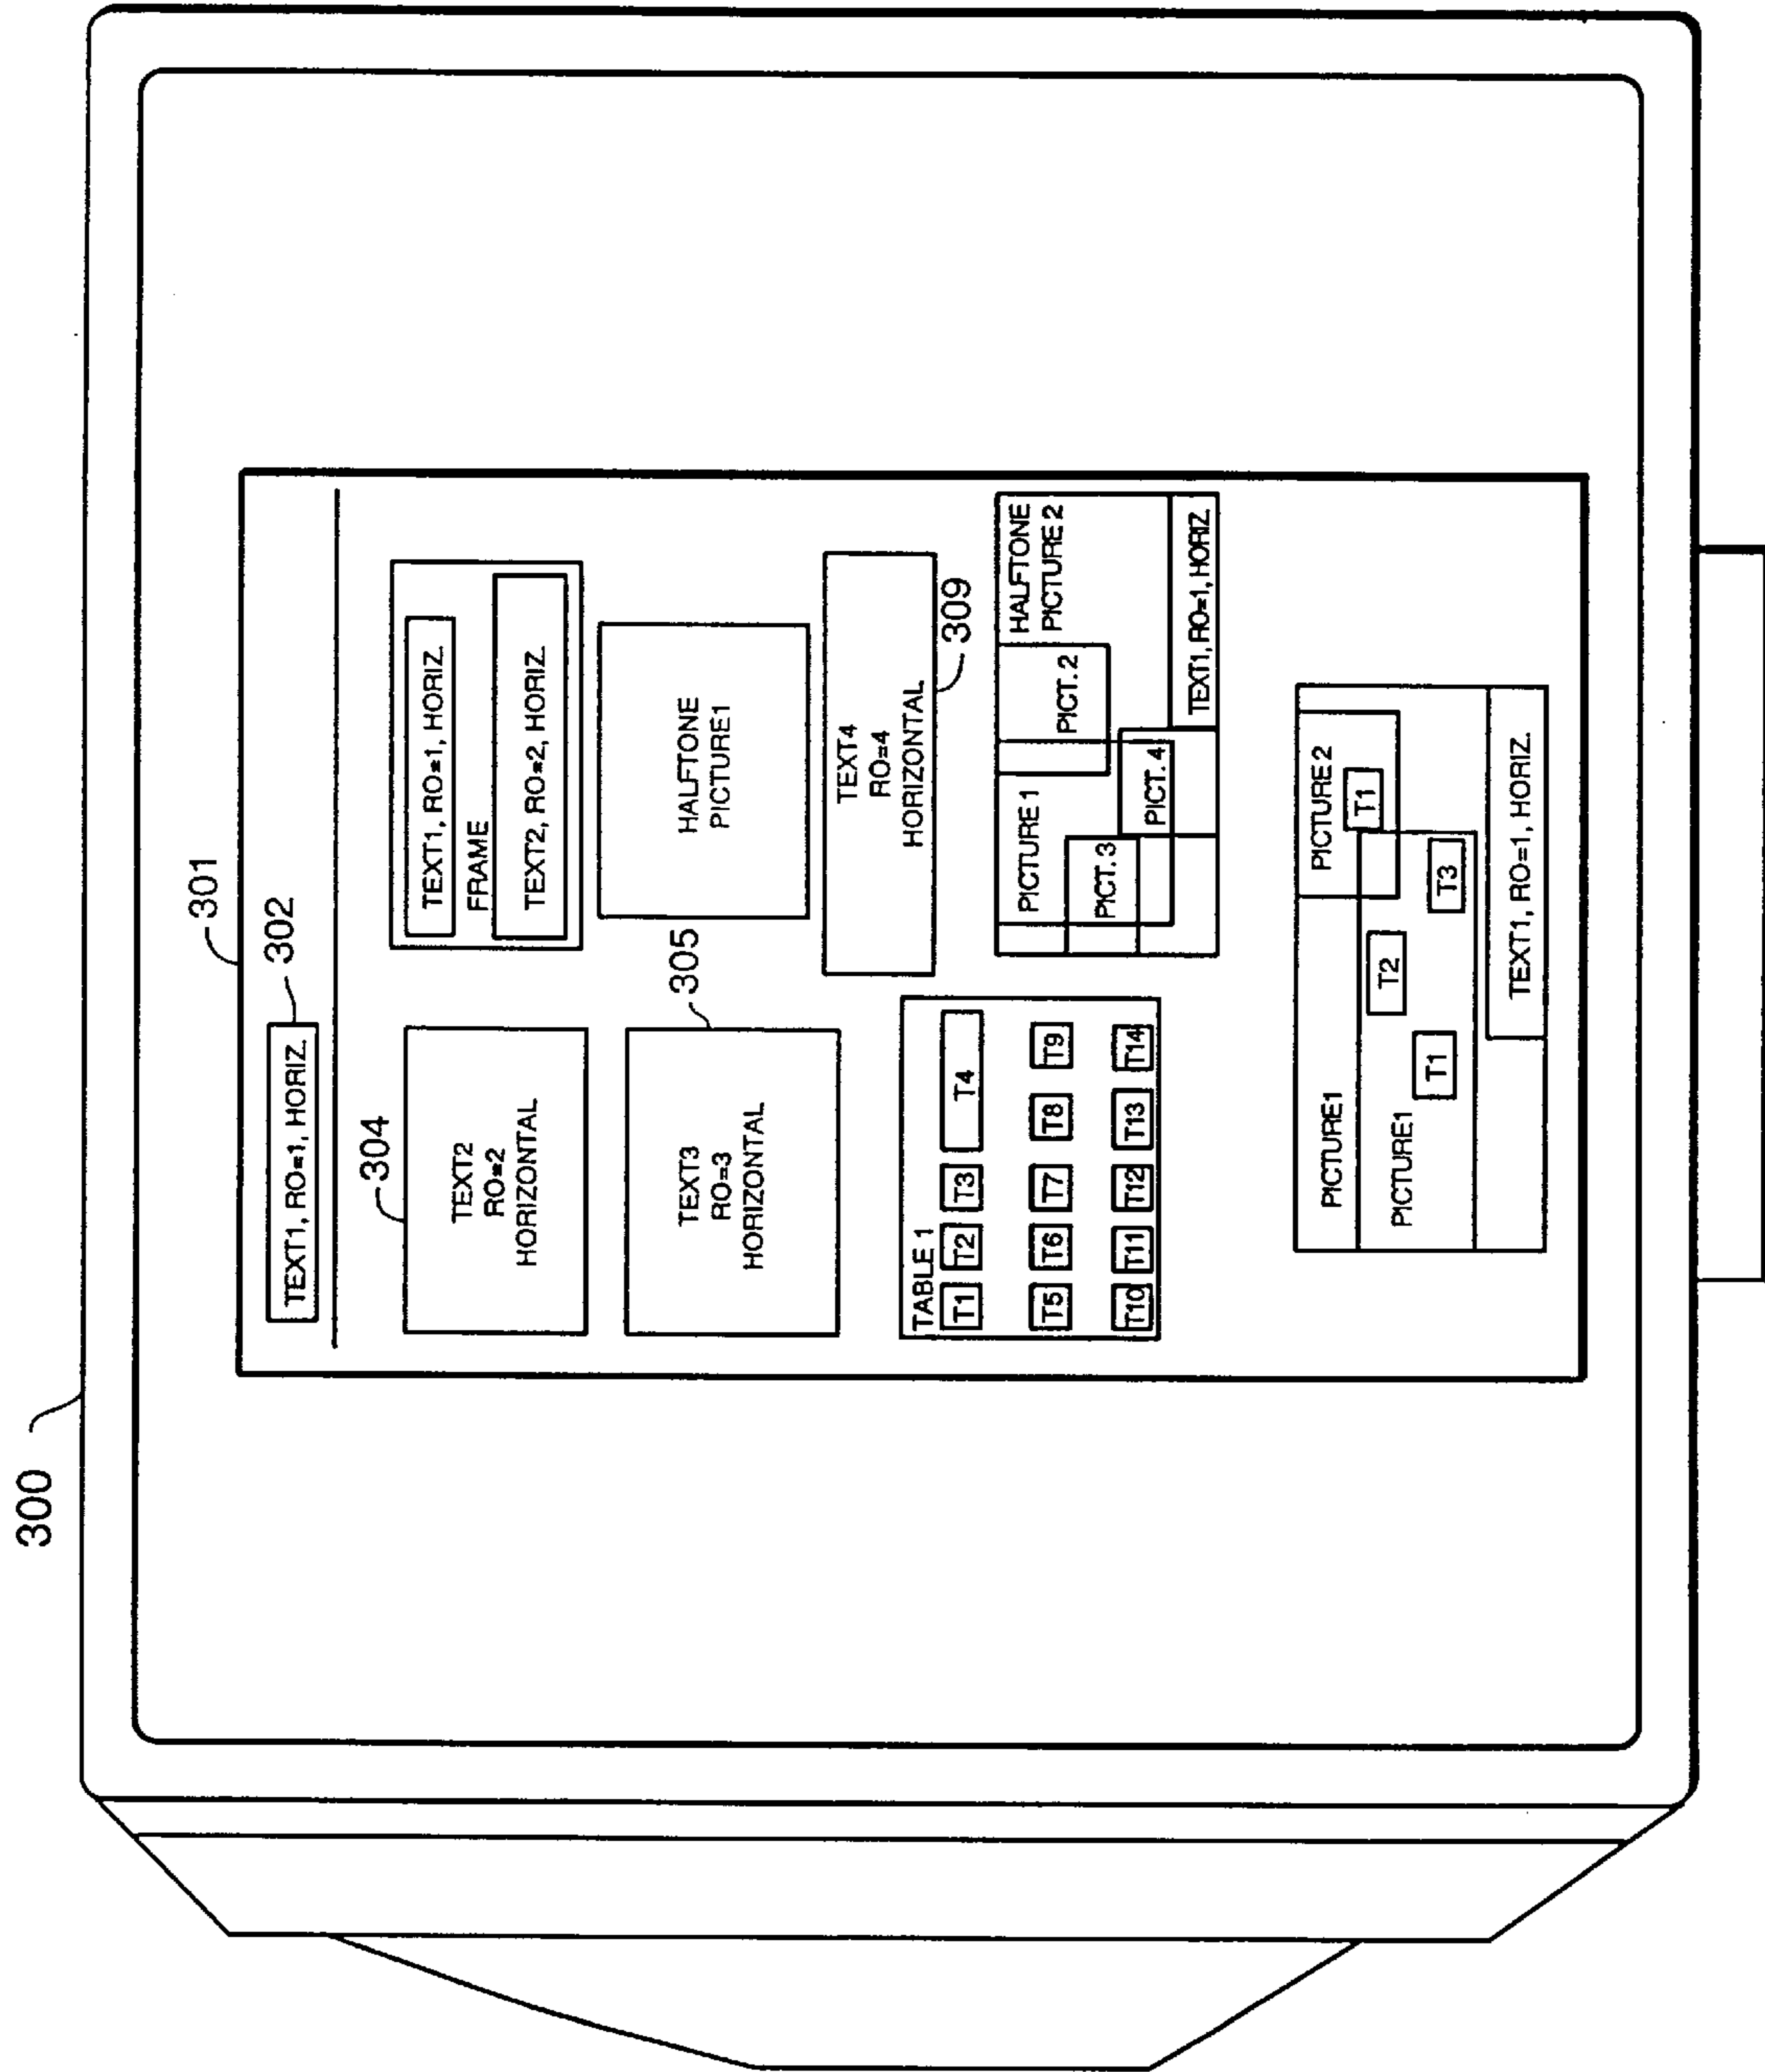 300
301
302
TEXT1, RO=1, HORIZ.
304
TEXT2
RO=2
HORIZONTAL
TEXT1, RO=1, HORIZ.
FRAME
TEXT2, RO=2, HORIZ.
305
TEXT3
RO=3
HORIZONTAL
HALFTONE
PICTURE1
TEXT4
RO=4
HORIZONTAL
309
TABLE 1
T1 T2 T3 T4
T5 T6 T7 T8 T9
T10 T11 T12 T13 T14
PICTURE 1
HALFTONE
PICTURE 2
PICT. 2
PICT. 3
PICT. 4
TEXT1, RO=1, HORIZ.
PICTURE1
PICTURE 2
PICTURE1
T1
T2
T1
T3
TEXT1, RO=1, HORIZ.